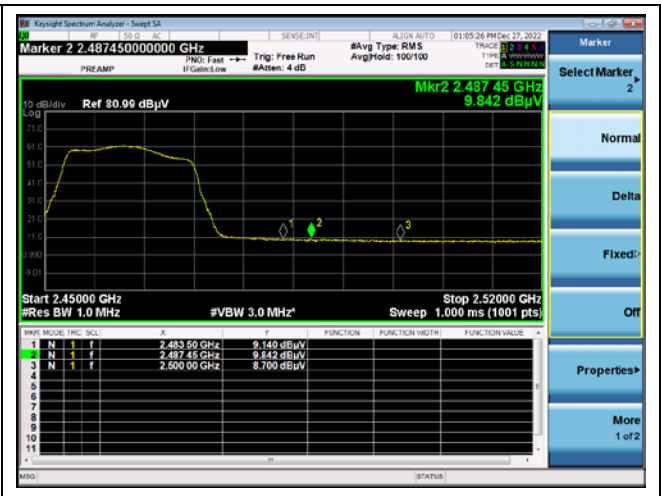 Keysight Spectrum Analyzer - Swept SA
RF 50 Ω AC SENSE:INT ALIGN AUTO 01:05:26 PM Dec 27, 2022
Marker 2 2.487450000000 GHz
PREAMP
PNO: Fast
IFGain:Low
Trig: Free Run
#Atten: 4 dB
#Avg Type: RMS
Avg|Hold: 100/100
TRACE 1 2 3 4 5 6
TYPE
DET A S N N N N
Marker
Select Marker
2
Normal
Delta
Fixed
Off
Properties
More
1 of 2
Mkr2 2.487 45 GHz
9.842 dBµV
10 dB/div Ref 80.99 dBµV
Log
71.0
61.0
51.0
41.0
31.0
21.0
11.0
0.990
-9.01
1 2 3
Start 2.45000 GHz Stop 2.52000 GHz
#Res BW 1.0 MHz #VBW 3.0 MHz* Sweep 1.000 ms (1001 pts)
MKR MODE TRC SCL X Y FUNCTION FUNCTION WIDTH FUNCTION VALUE
1 N 1 f 2.483 50 GHz 9.140 dBµV
2 N 1 f 2.487 45 GHz 9.842 dBµV
3 N 1 f 2.500 00 GHz 8.700 dBµV
4
5
6
7
8
9
10
11
MSG STATUS